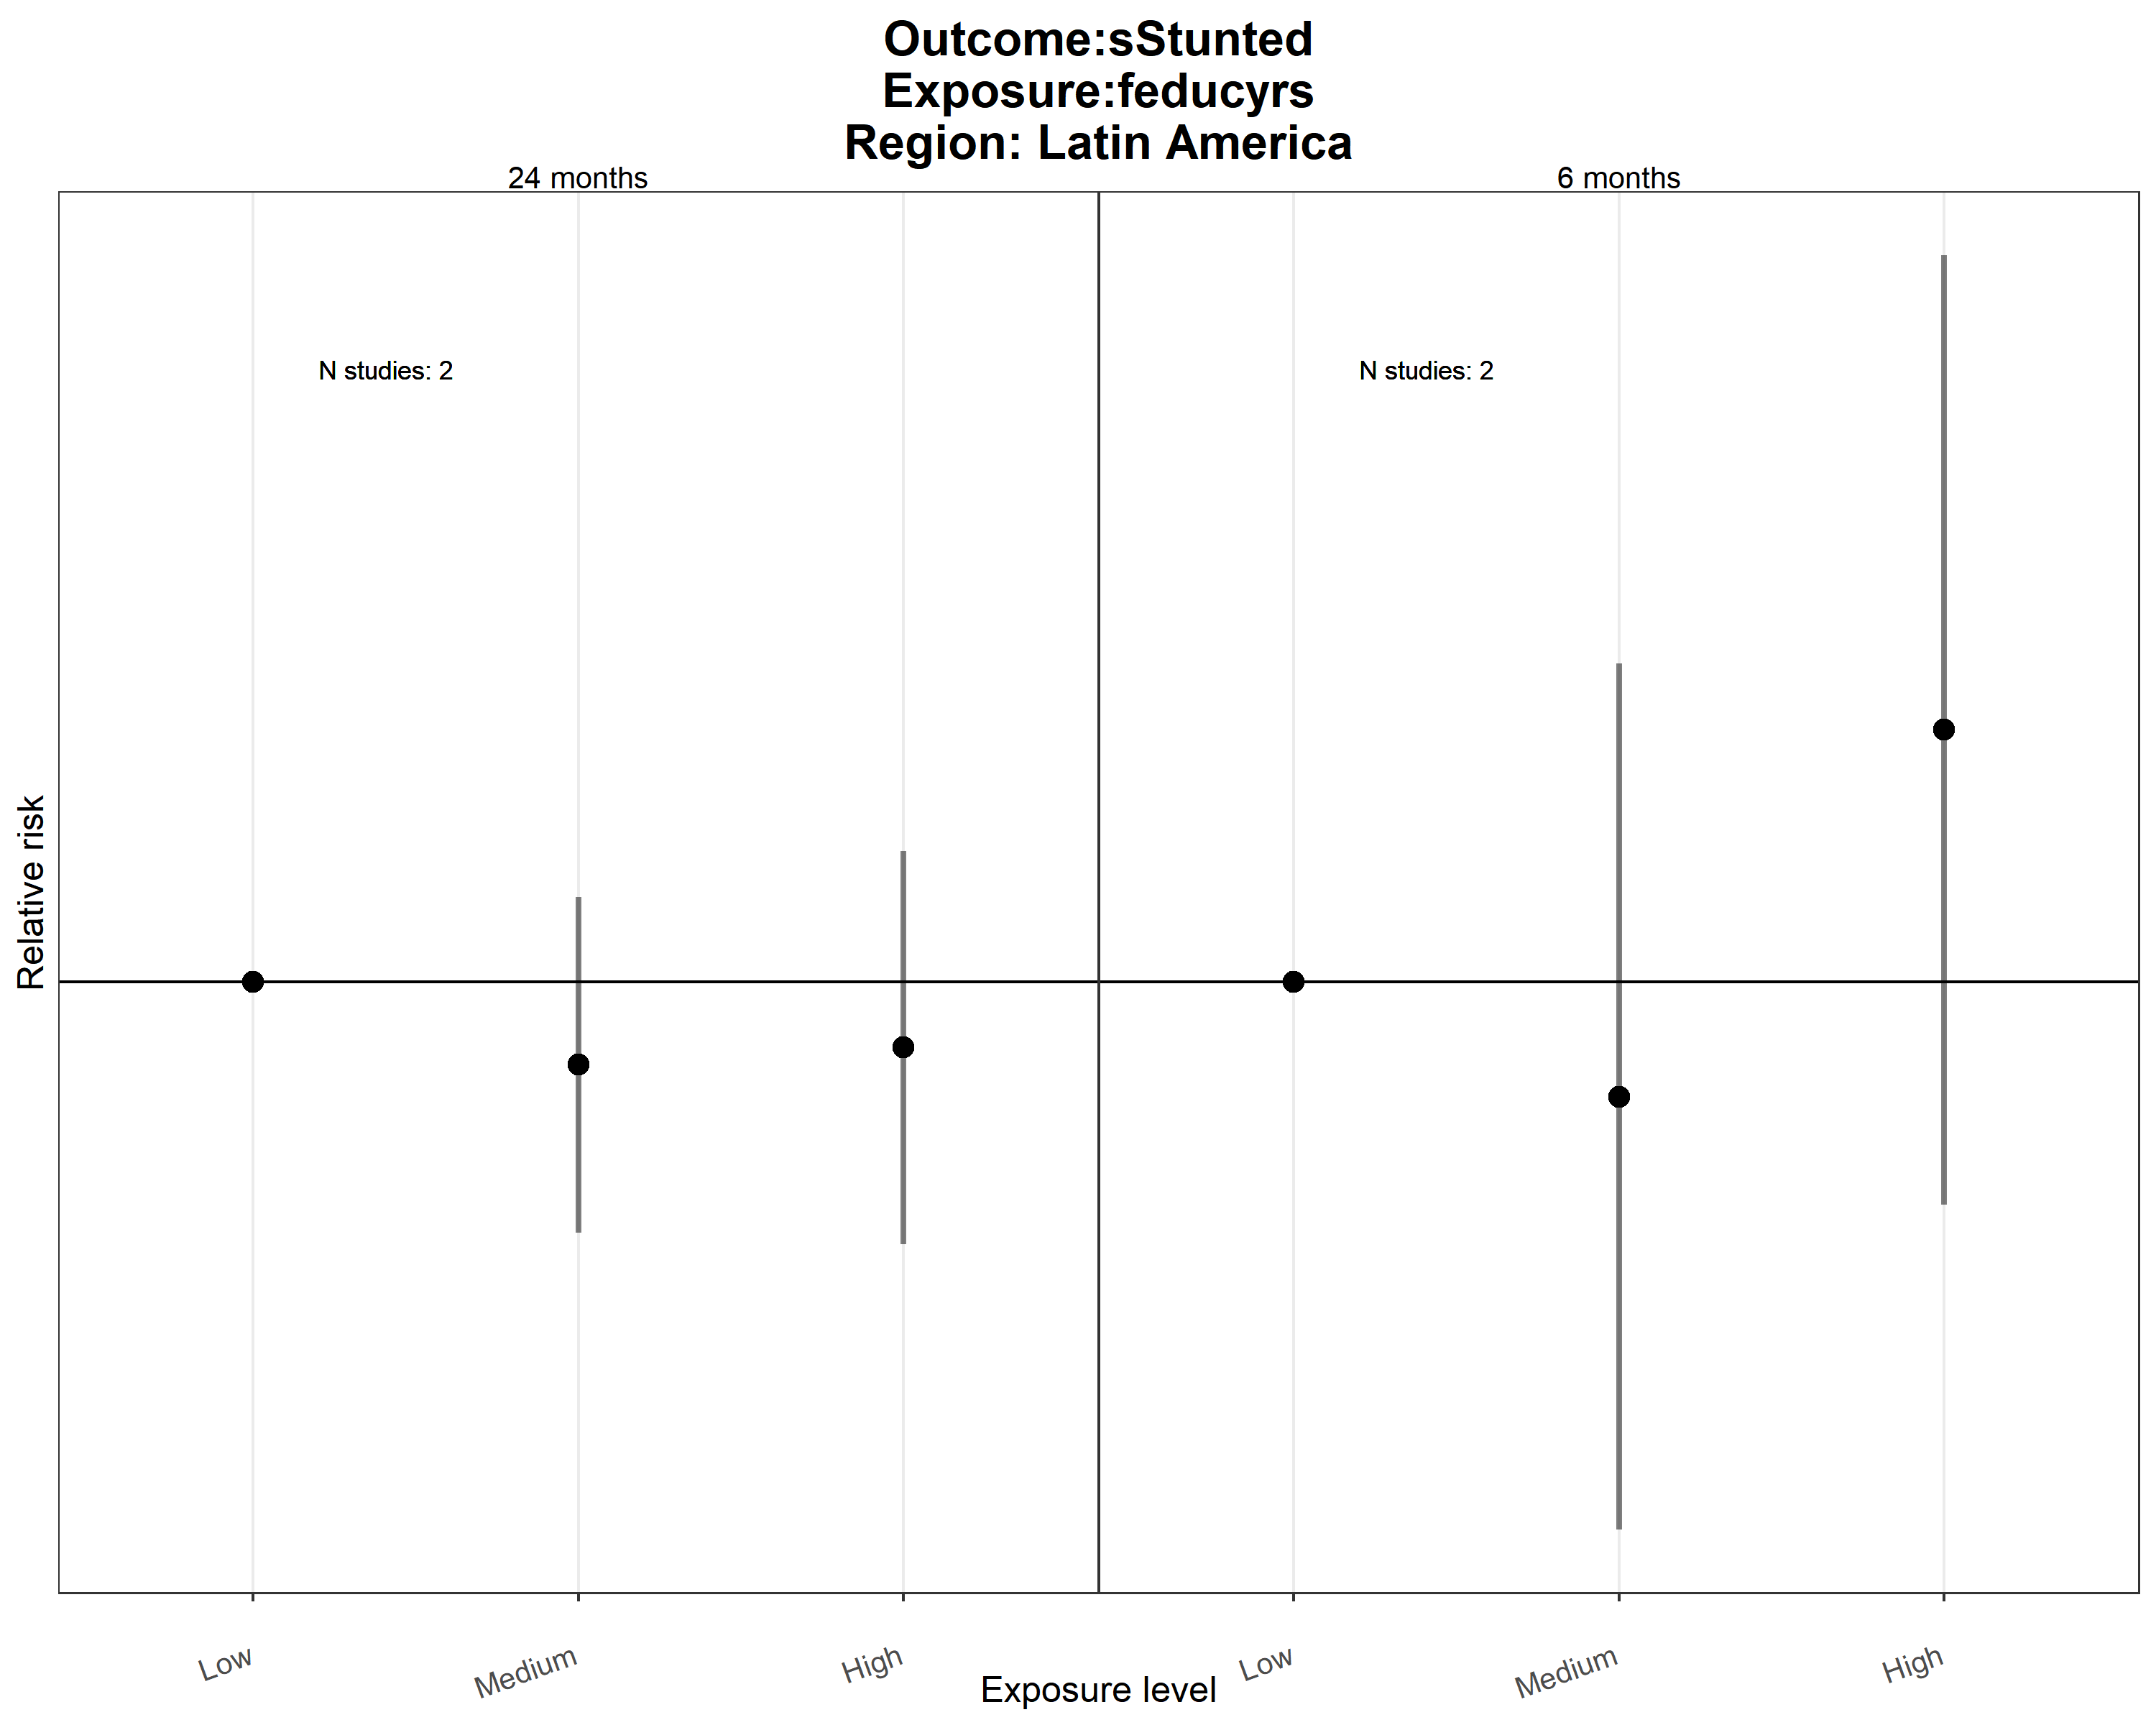 Outcome:sStunted
Exposure:feducyrs
Region: Latin America
24 months
6 months
N studies: 2
N studies: 2
Relative risk
Low
Medium
High
Low
Medium
High
Exposure level